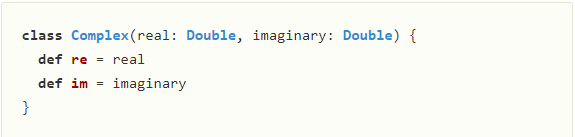 class Complex(real: Double, imaginary: Double) {
  def re = real
  def im = imaginary
}